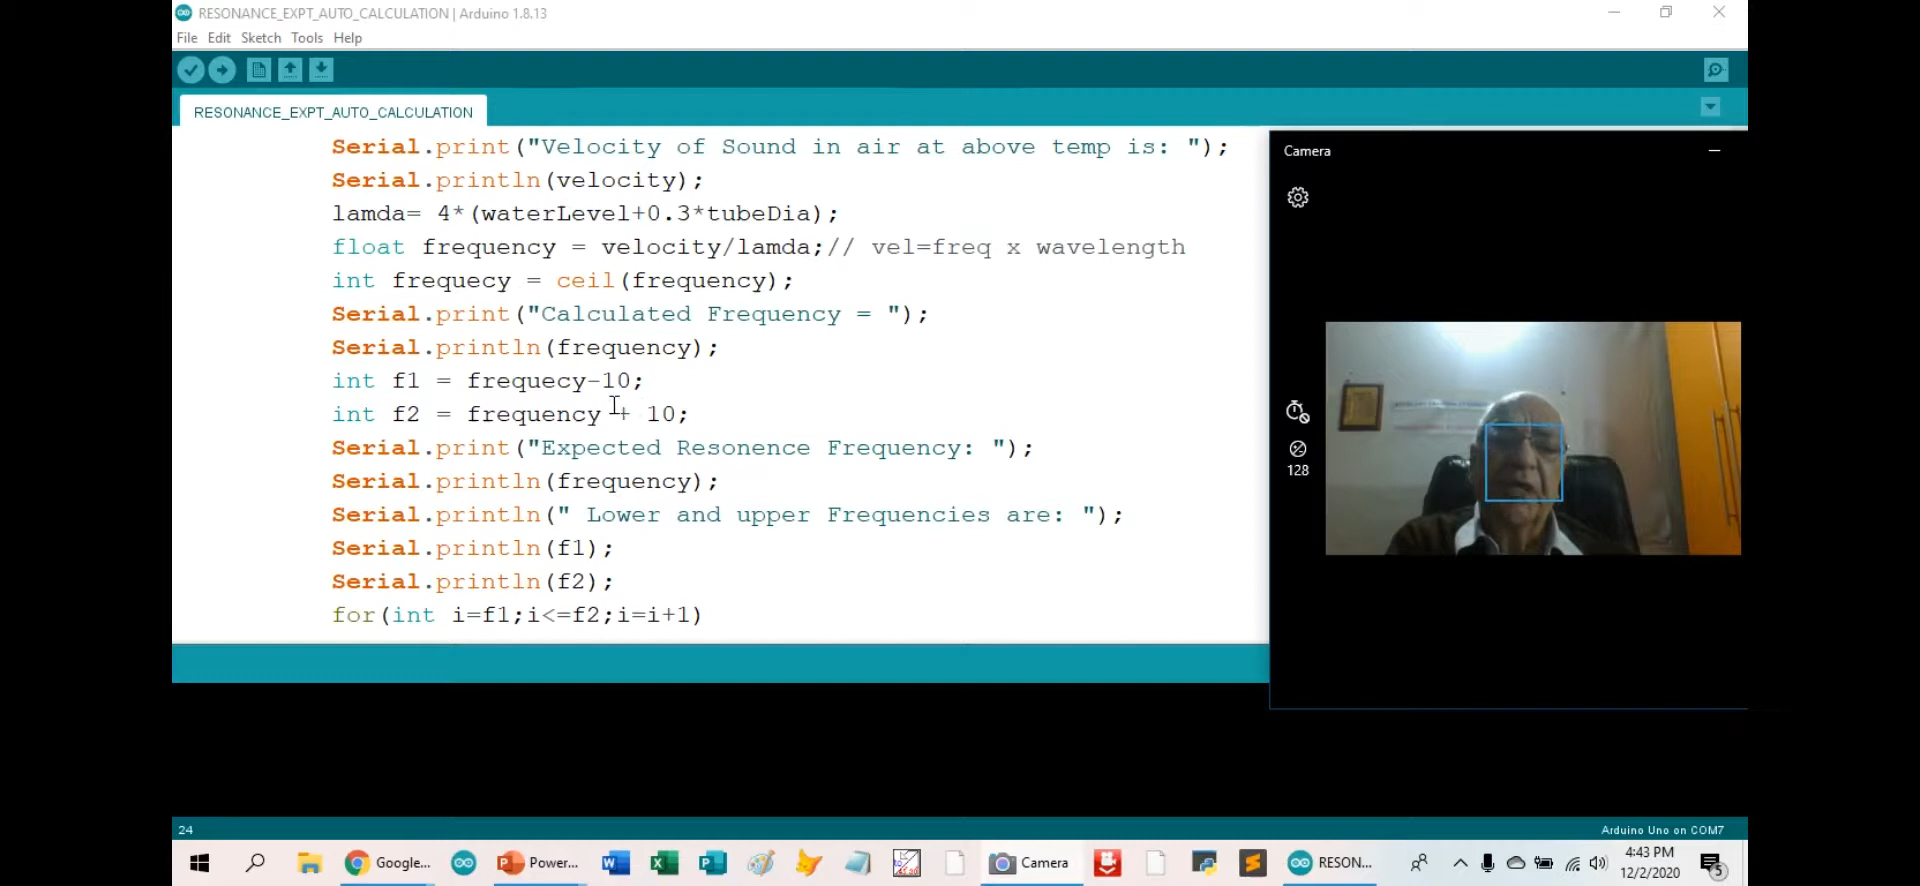 RESONANCE_EXPT_AUTO_CALCULATION | Arduino 1.8.13
File Edit Sketch Tools Help
RESONANCE_EXPT_AUTO_CALCULATION
Serial.print("Velocity of Sound in air at above temp is: ");
Serial.println(velocity);
lamda= 4*(waterLevel+0.3*tubeDia);
float frequency = velocity/lamda;// vel=freq x wavelength
int frequecy = ceil(frequency);
Serial.print("Calculated Frequency = ");
Serial.println(frequency);
int f1 = frequecy-10;
int f2 = frequency + 10;
Serial.print("Expected Resonence Frequency: ");
Serial.println(frequency);
Serial.println(" Lower and upper Frequencies are: ");
Serial.println(f1);
Serial.println(f2);
for(int i=f1;i<=f2;i=i+1)
Camera
128
24
Arduino Uno on COM7
Google...
Power...
Camera
RESON...
4:43 PM
12/2/2020
5